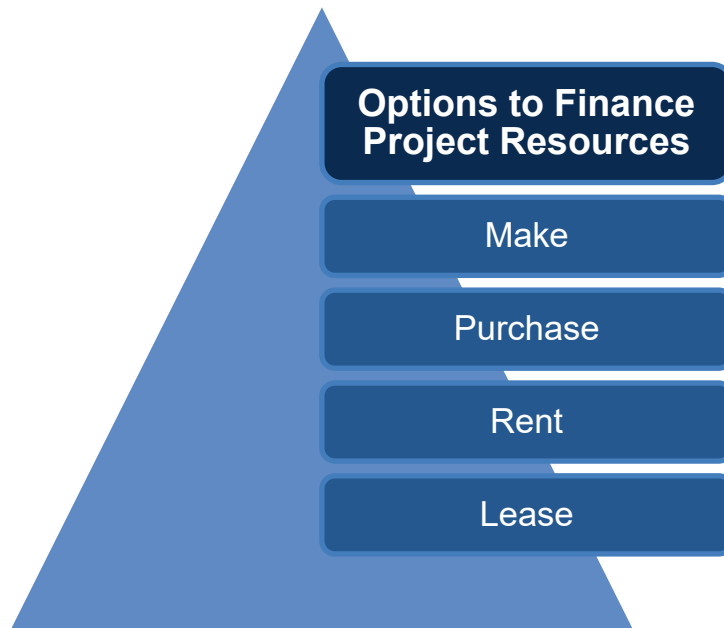 Options to Finance
Project Resources
Make
Purchase
Rent
Lease